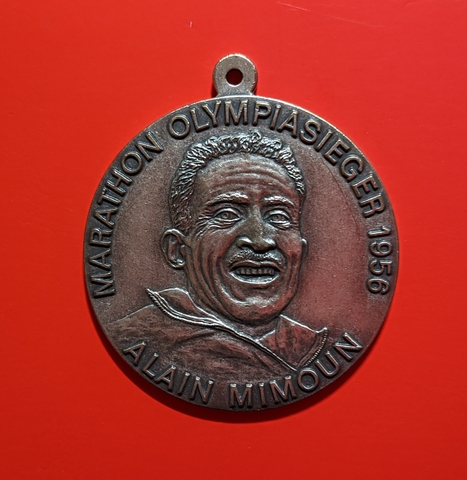 MARATHON OLYMPIASIEGER 1956
ALAIN MIMOUN